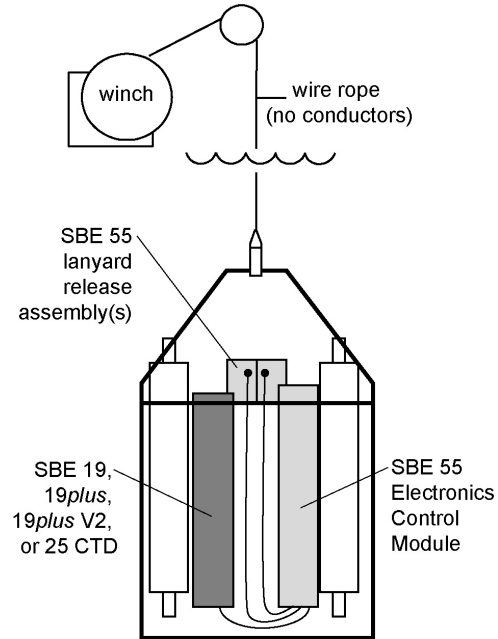 winch
wire rope
(no conductors)
SBE 55
lanyard
release
assembly(s)
SBE 19,
19plus,
19plus V2,
or 25 CTD
SBE 55
Electronics
Control
Module